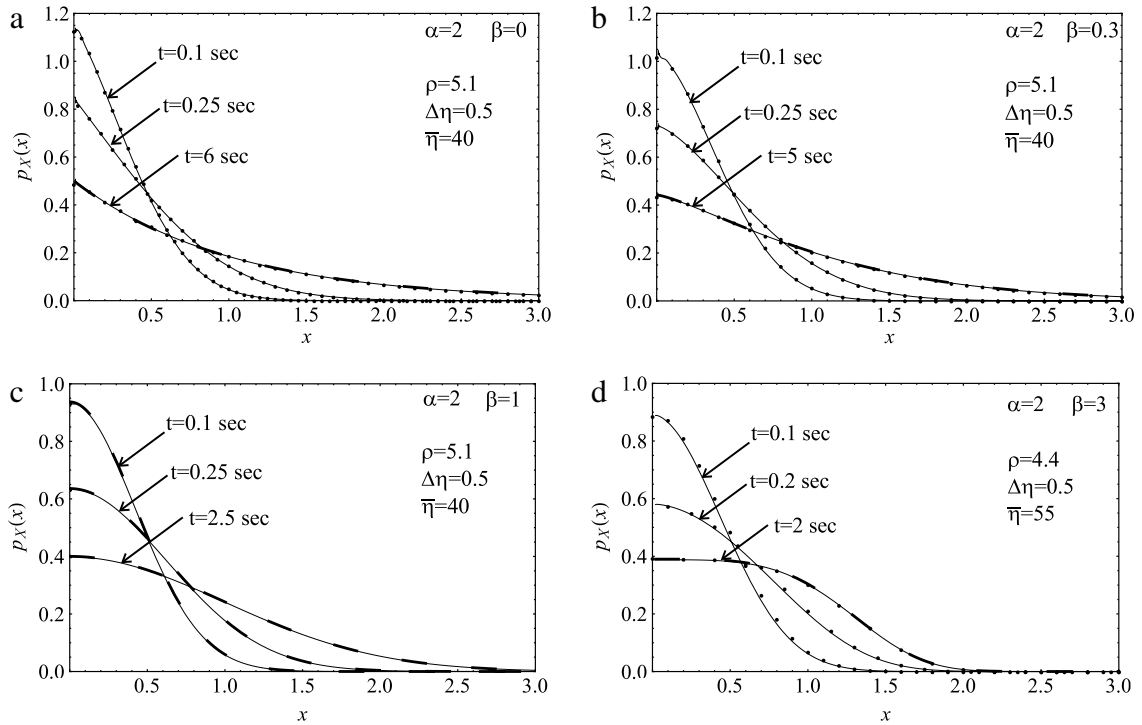 a
α=2 β=0
t=0.1 sec
ρ=5.1
t=0.25 sec
Δη=0.5
η̅=40
t=6 sec
1.2
1.0
0.8
0.6
0.4
0.2
0.0
p_X(x)
0.5 1.0 1.5 2.0 2.5 3.0
x
b
α=2 β=0.3
t=0.1 sec
ρ=5.1
t=0.25 sec
Δη=0.5
η̅=40
t=5 sec
1.2
1.0
0.8
0.6
0.4
0.2
0.0
p_X(x)
0.5 1.0 1.5 2.0 2.5 3.0
x
c
α=2 β=1
t=0.1 sec
ρ=5.1
t=0.25 sec
Δη=0.5
η̅=40
t=2.5 sec
1.0
0.8
0.6
0.4
0.2
0.0
p_X(x)
0.5 1.0 1.5 2.0 2.5 3.0
x
d
α=2 β=3
t=0.1 sec
ρ=4.4
t=0.2 sec
Δη=0.5
η̅=55
t=2 sec
1.0
0.8
0.6
0.4
0.2
0.0
p_X(x)
0.5 1.0 1.5 2.0 2.5 3.0
x